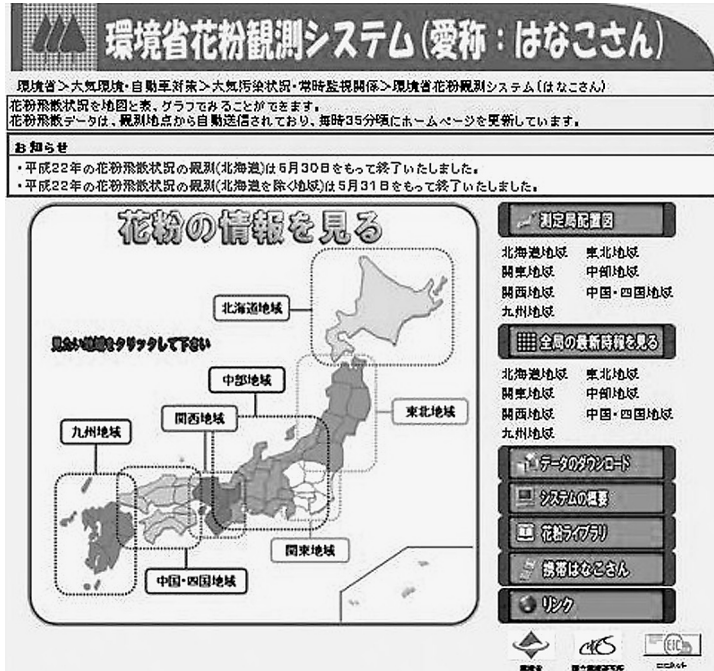 環境省花粉観測システム(愛称：はなこさん)
環境省＞大気環境・自動車対策＞大気汚染状況・常時監視関係＞環境省花粉観測システム(はなこさん)
花粉飛散状況を地図と表、グラフでみることができます。
花粉飛散データは、観測地点から自動送信されており、毎時35分頃にホームページを更新しています。
お知らせ
・平成22年の花粉飛散状況の観測(北海道)は6月30日をもって終了いたしました。
・平成22年の花粉飛散状況の観測(北海道を除く地域)は5月31日をもって終了いたしました。
花粉の情報を見る
北海道地域
見たい地域をクリックして下さい
中部地域
関西地域
東北地域
九州地域
関東地域
中国・四国地域
測定局配置図
北海道地域 東北地域
関東地域 中部地域
関西地域 中国・四国地域
九州地域
全局の最新時報を見る
北海道地域 東北地域
関東地域 中部地域
関西地域 中国・四国地域
九州地域
データのダウンロード
システムの概要
花粉ライブラリ
携帯はなこさん
リンク
環境省
EIC